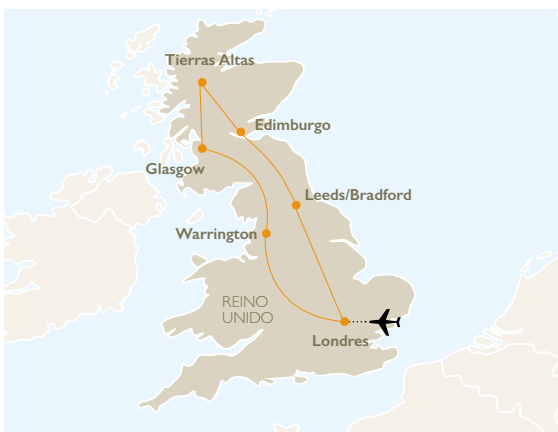 Tierras Altas
Edimburgo
Glasgow
Leeds/Bradford
Warrington
REINO
UNIDO
Londres